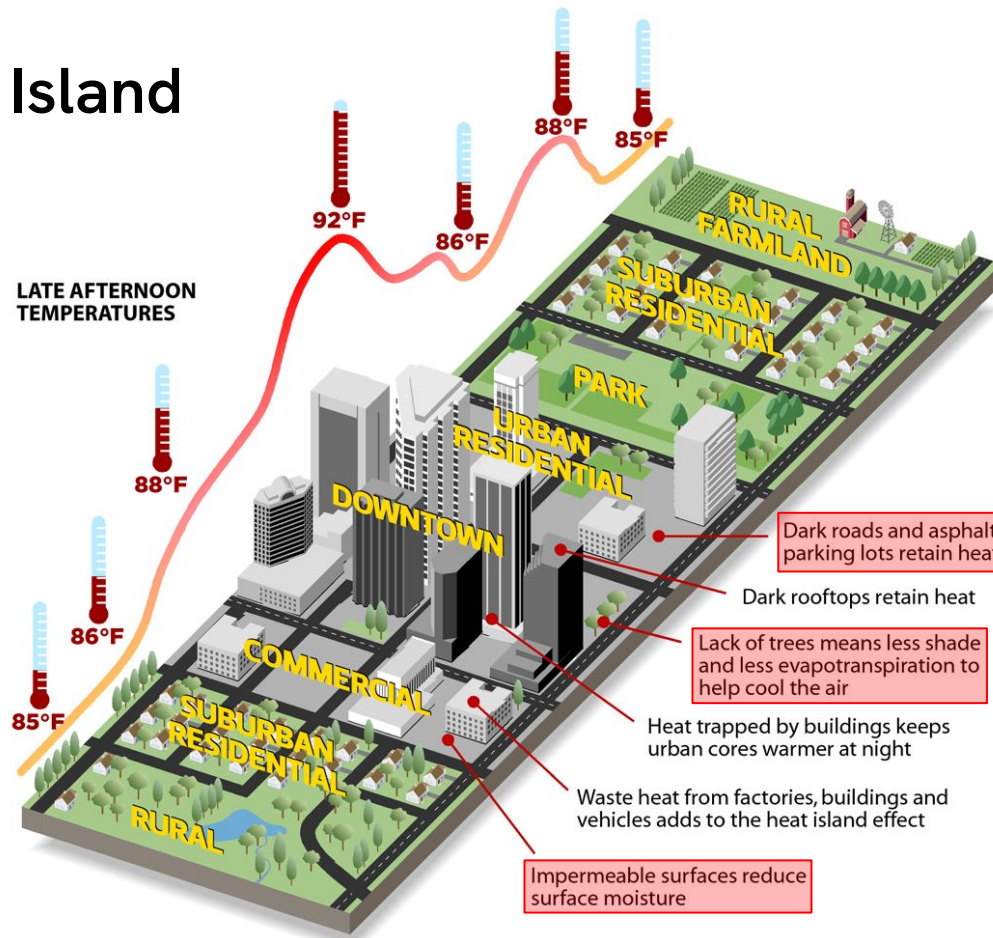 Island
88°F
85°F
92°F
86°F
LATE AFTERNOON
TEMPERATURES
88°F
86°F
85°F
RURAL
FARMLAND
SUBURBAN
RESIDENTIAL
PARK
URBAN
RESIDENTIAL
DOWNTOWN
COMMERCIAL
SUBURBAN
RESIDENTIAL
RURAL
Dark roads and asphalt
parking lots retain heat
Dark rooftops retain heat
Lack of trees means less shade
and less evapotranspiration to
help cool the air
Heat trapped by buildings keeps
urban cores warmer at night
Waste heat from factories, buildings and
vehicles adds to the heat island effect
Impermeable surfaces reduce
surface moisture